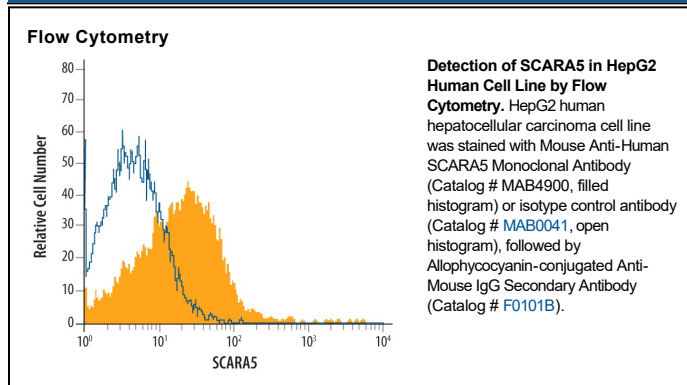 Flow Cytometry
80
70
60
50
40
30
20
10
0
Relative Cell Number
10⁰
10¹
10²
10³
10⁴
SCARA5
Detection of SCARA5 in HepG2
Human Cell Line by Flow
Cytometry. HepG2 human
hepatocellular carcinoma cell line
was stained with Mouse Anti-Human
SCARA5 Monoclonal Antibody
(Catalog # MAB4900, filled
histogram) or isotype control antibody
(Catalog # MAB0041, open
histogram), followed by
Allophycocyanin-conjugated Anti-
Mouse IgG Secondary Antibody
(Catalog # F0101B).